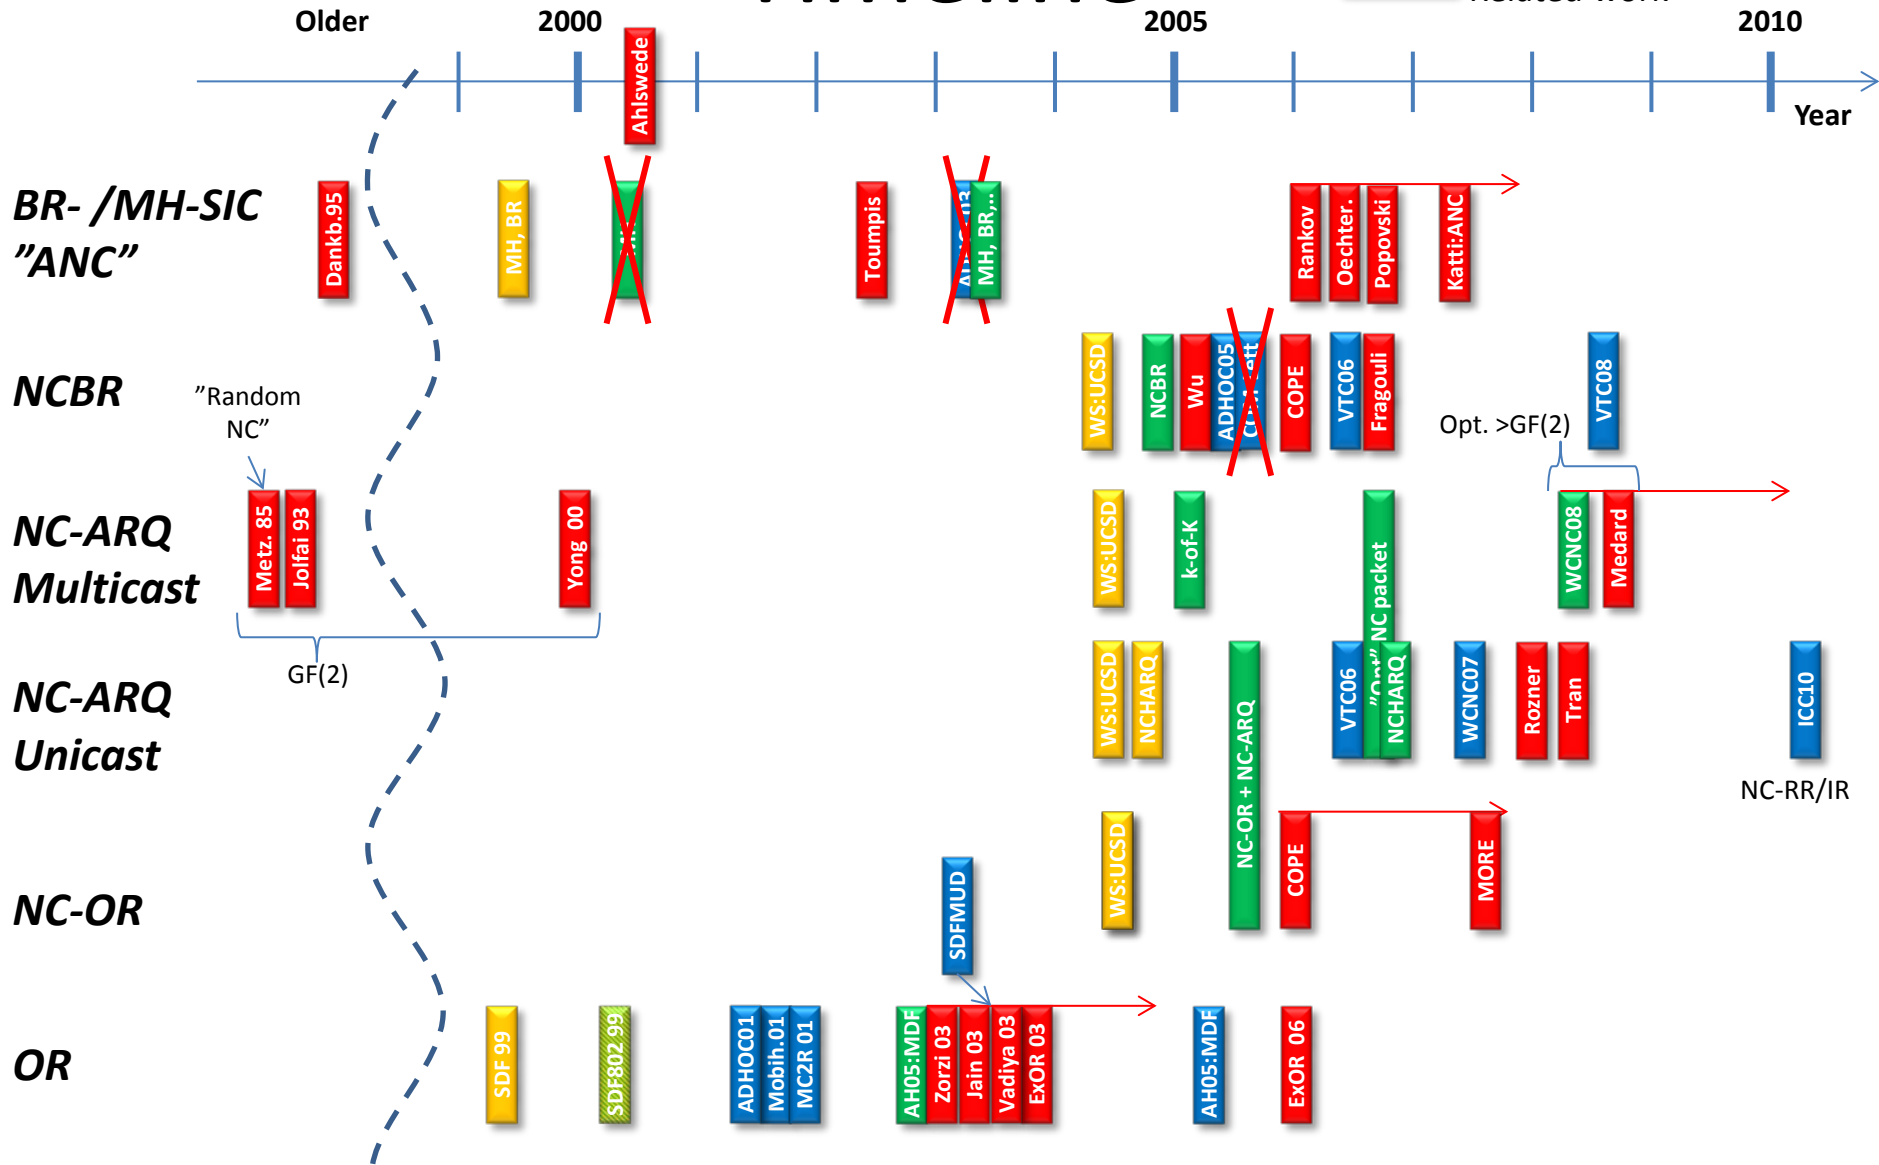 Older
2000
2005
2010
Year
Ahlswede
BR- /MH-SIC
”ANC”
Dankb.95
MH, BR
Toumpis
MH, BR,..
Rankov
Oechter.
Popovski
Katti:ANC
NCBR
WS:UCSD
NCBR
Wu
ADHOC05
COPE
VTC06
Fragouli
VTC08
”Random
NC”
Opt. >GF(2)
NC-ARQ
Multicast
Metz. 85
Jolfai 93
Yong 00
WS:UCSD
k-of-K
NC packet
WCNC08
Medard
GF(2)
NC-ARQ
Unicast
WS:UCSD
NCHARQ
NC-OR + NC-ARQ
VTC06
NCHARQ
WCNC07
Rozner
Tran
ICC10
NC-RR/IR
NC-OR
WS:UCSD
COPE
MORE
SDFMUD
OR
SDF 99
SDF802 99
ADHOC01
Mobih.01
MC2R 01
AH05:MDF
Zorzi 03
Jain 03
Vadiya 03
ExOR 03
AH05:MDF
ExOR 06